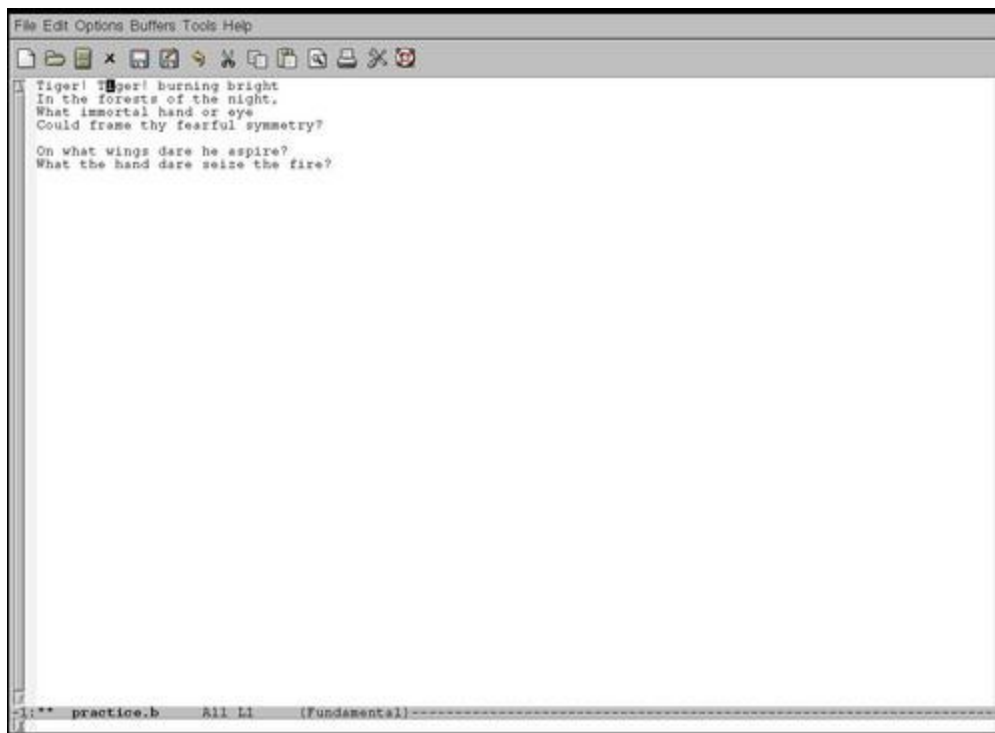 File Edit Options Buffers Tools Help
Tiger! Tiger! burning bright
In the forests of the night,
What immortal hand or eye
Could frame thy fearful symmetry?
On what wings dare he aspire?
What the hand dare seize the fire?
-1:** practice.b All L1 (Fundamental)------------------------------------------------------------------